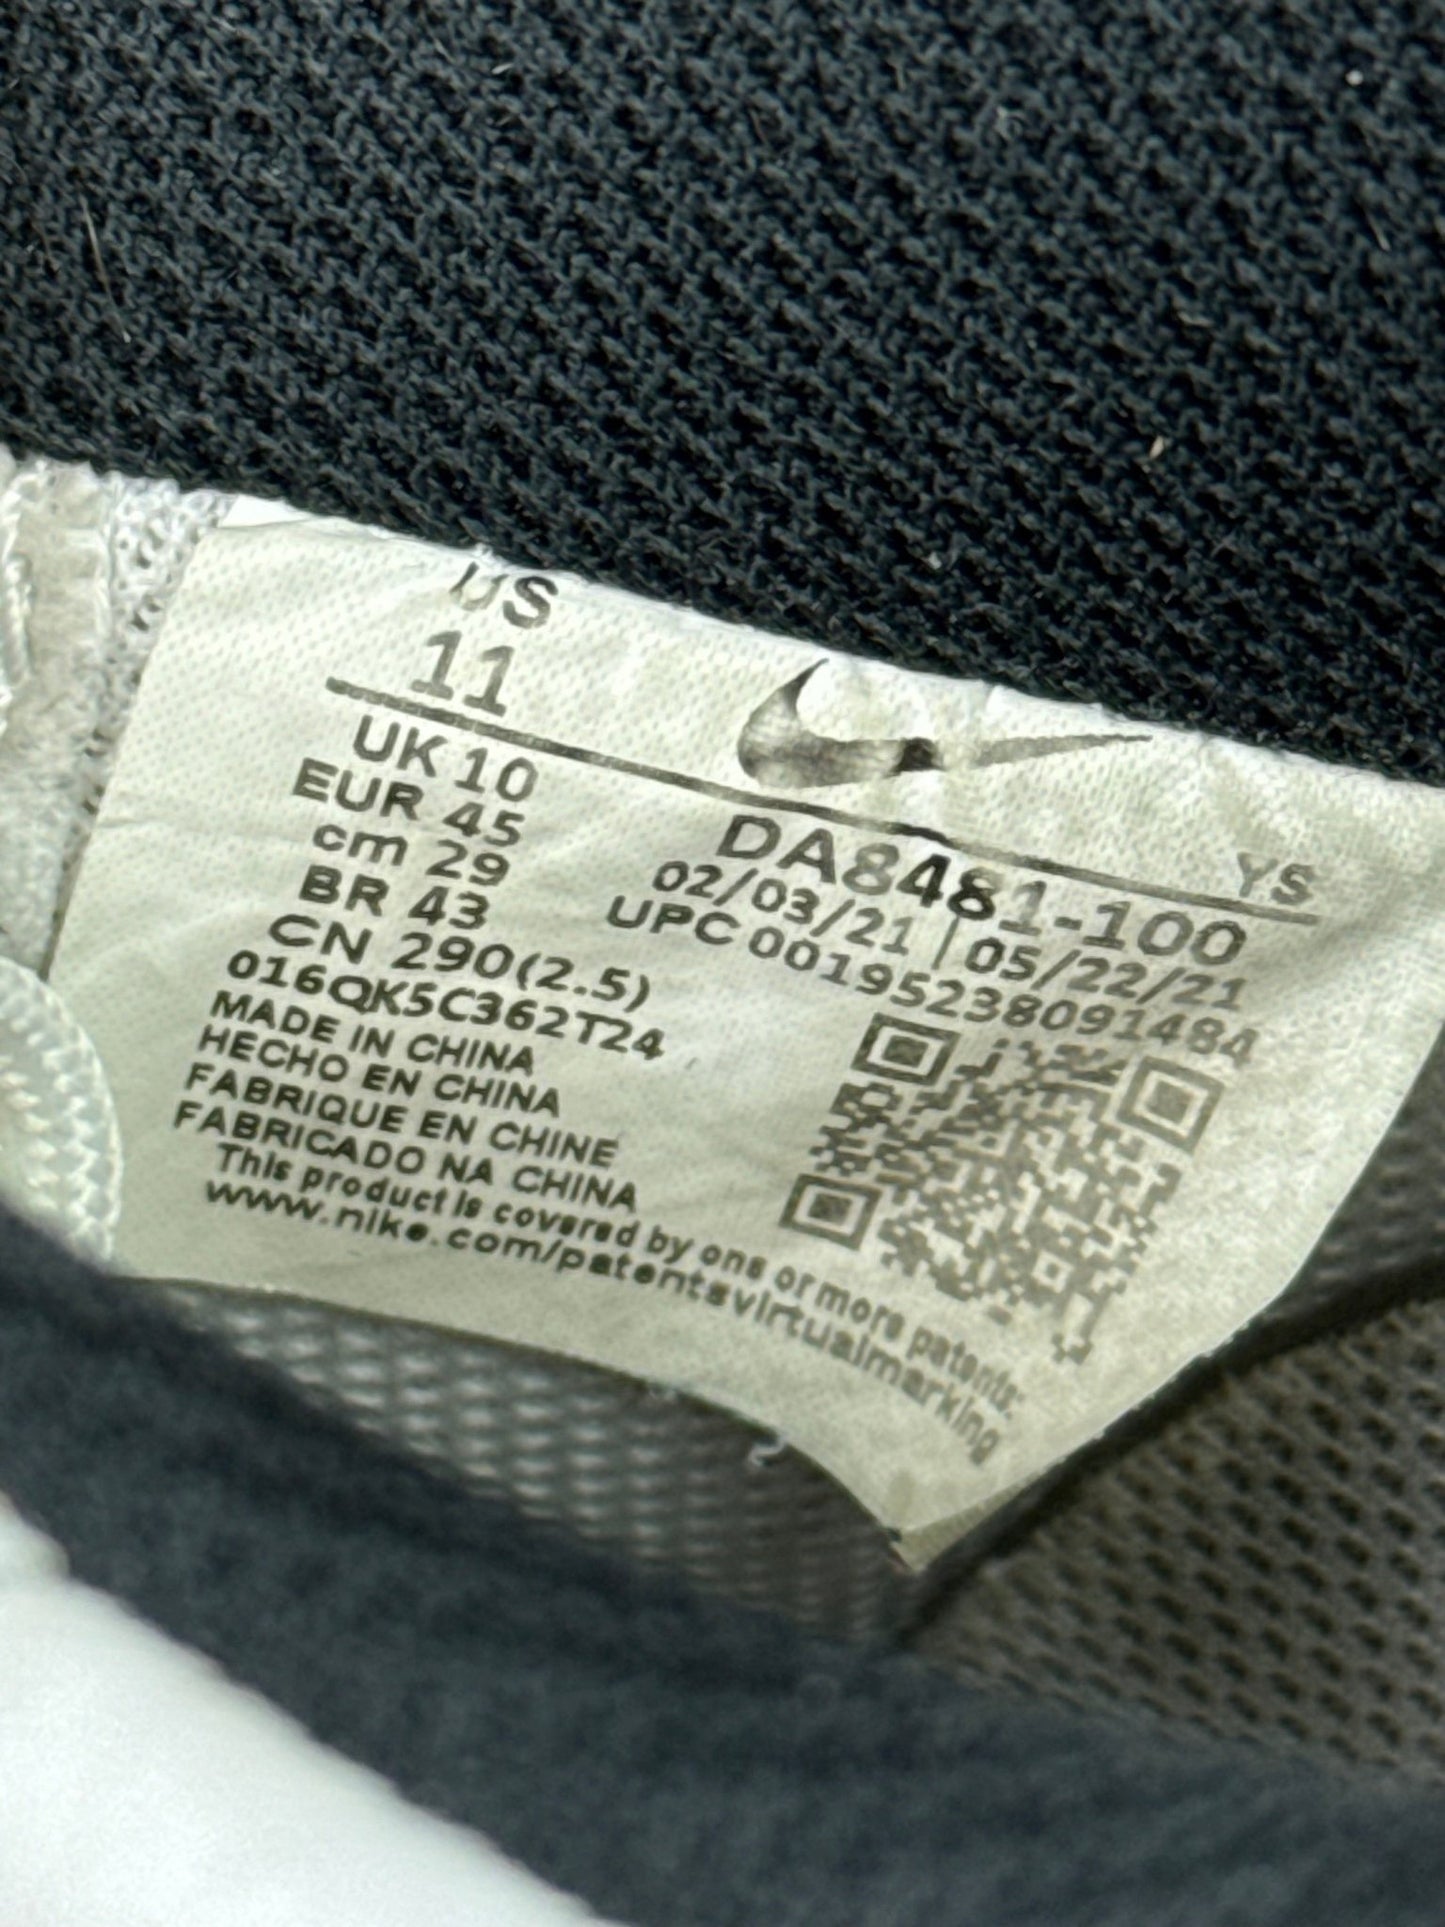 US
11
UK 10
EUR 45
cm 29
BR 43
CN 290(2.5)
016QK5C362T24
MADE IN CHINA
HECHO EN CHINA
FABRIQUE EN CHINE
FABRICADO NA CHINA
This product is covered by one or more patents:
www.nike.com/patentsvirtualmarking
YS
DA8481-100
02/03/21 | 05/22/21
UPC 00195238091484